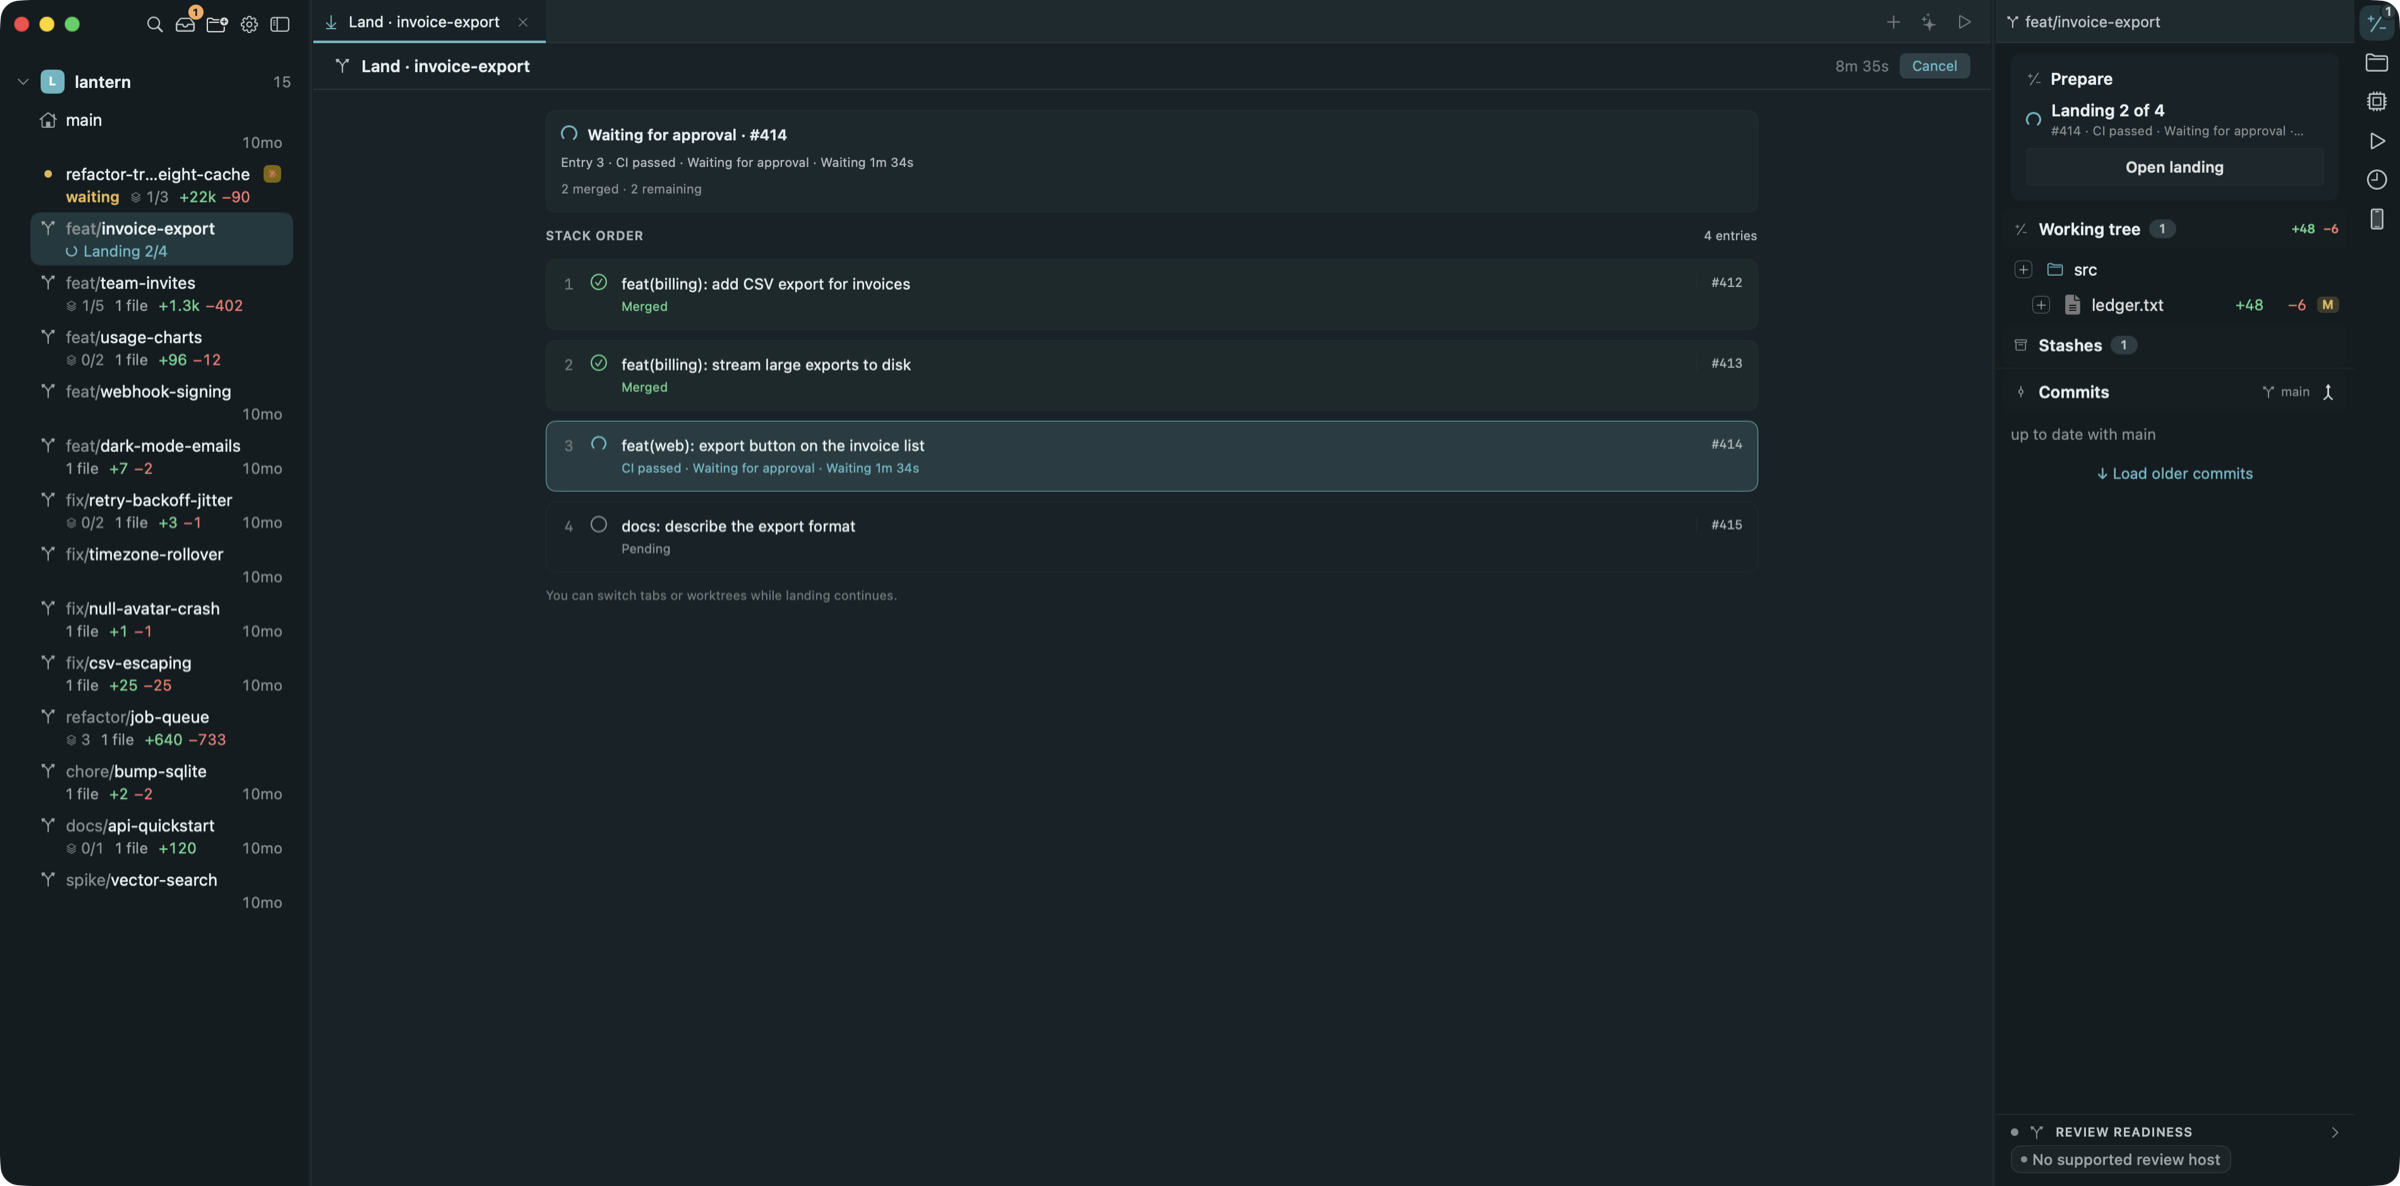 1
L lantern 15
main
10mo
refactor-tr...eight-cache
waiting 1/3 +22k −90
feat/invoice-export
Landing 2/4
feat/team-invites
1/5 1 file +1.3k −402
feat/usage-charts
0/2 1 file +96 −12
feat/webhook-signing
10mo
feat/dark-mode-emails
1 file +7 −2 10mo
fix/retry-backoff-jitter
0/2 1 file +3 −1 10mo
fix/timezone-rollover
10mo
fix/null-avatar-crash
1 file +1 −1 10mo
fix/csv-escaping
1 file +25 −25 10mo
refactor/job-queue
3 1 file +640 −733
chore/bump-sqlite
1 file +2 −2 10mo
docs/api-quickstart
0/1 1 file +120 10mo
spike/vector-search
10mo
Land · invoice-export
Land · invoice-export 8m 35s Cancel
Waiting for approval · #414
Entry 3 · CI passed · Waiting for approval · Waiting 1m 34s
2 merged · 2 remaining
STACK ORDER 4 entries
1 feat(billing): add CSV export for invoices #412
Merged
2 feat(billing): stream large exports to disk #413
Merged
3 feat(web): export button on the invoice list #414
CI passed · Waiting for approval · Waiting 1m 34s
4 docs: describe the export format #415
Pending
You can switch tabs or worktrees while landing continues.
feat/invoice-export
1
Prepare
Landing 2 of 4
#414 · CI passed · Waiting for approval ·...
Open landing
Working tree 1 +48 −6
src
ledger.txt +48 −6 M
Stashes 1
Commits main
up to date with main
Load older commits
REVIEW READINESS
No supported review host